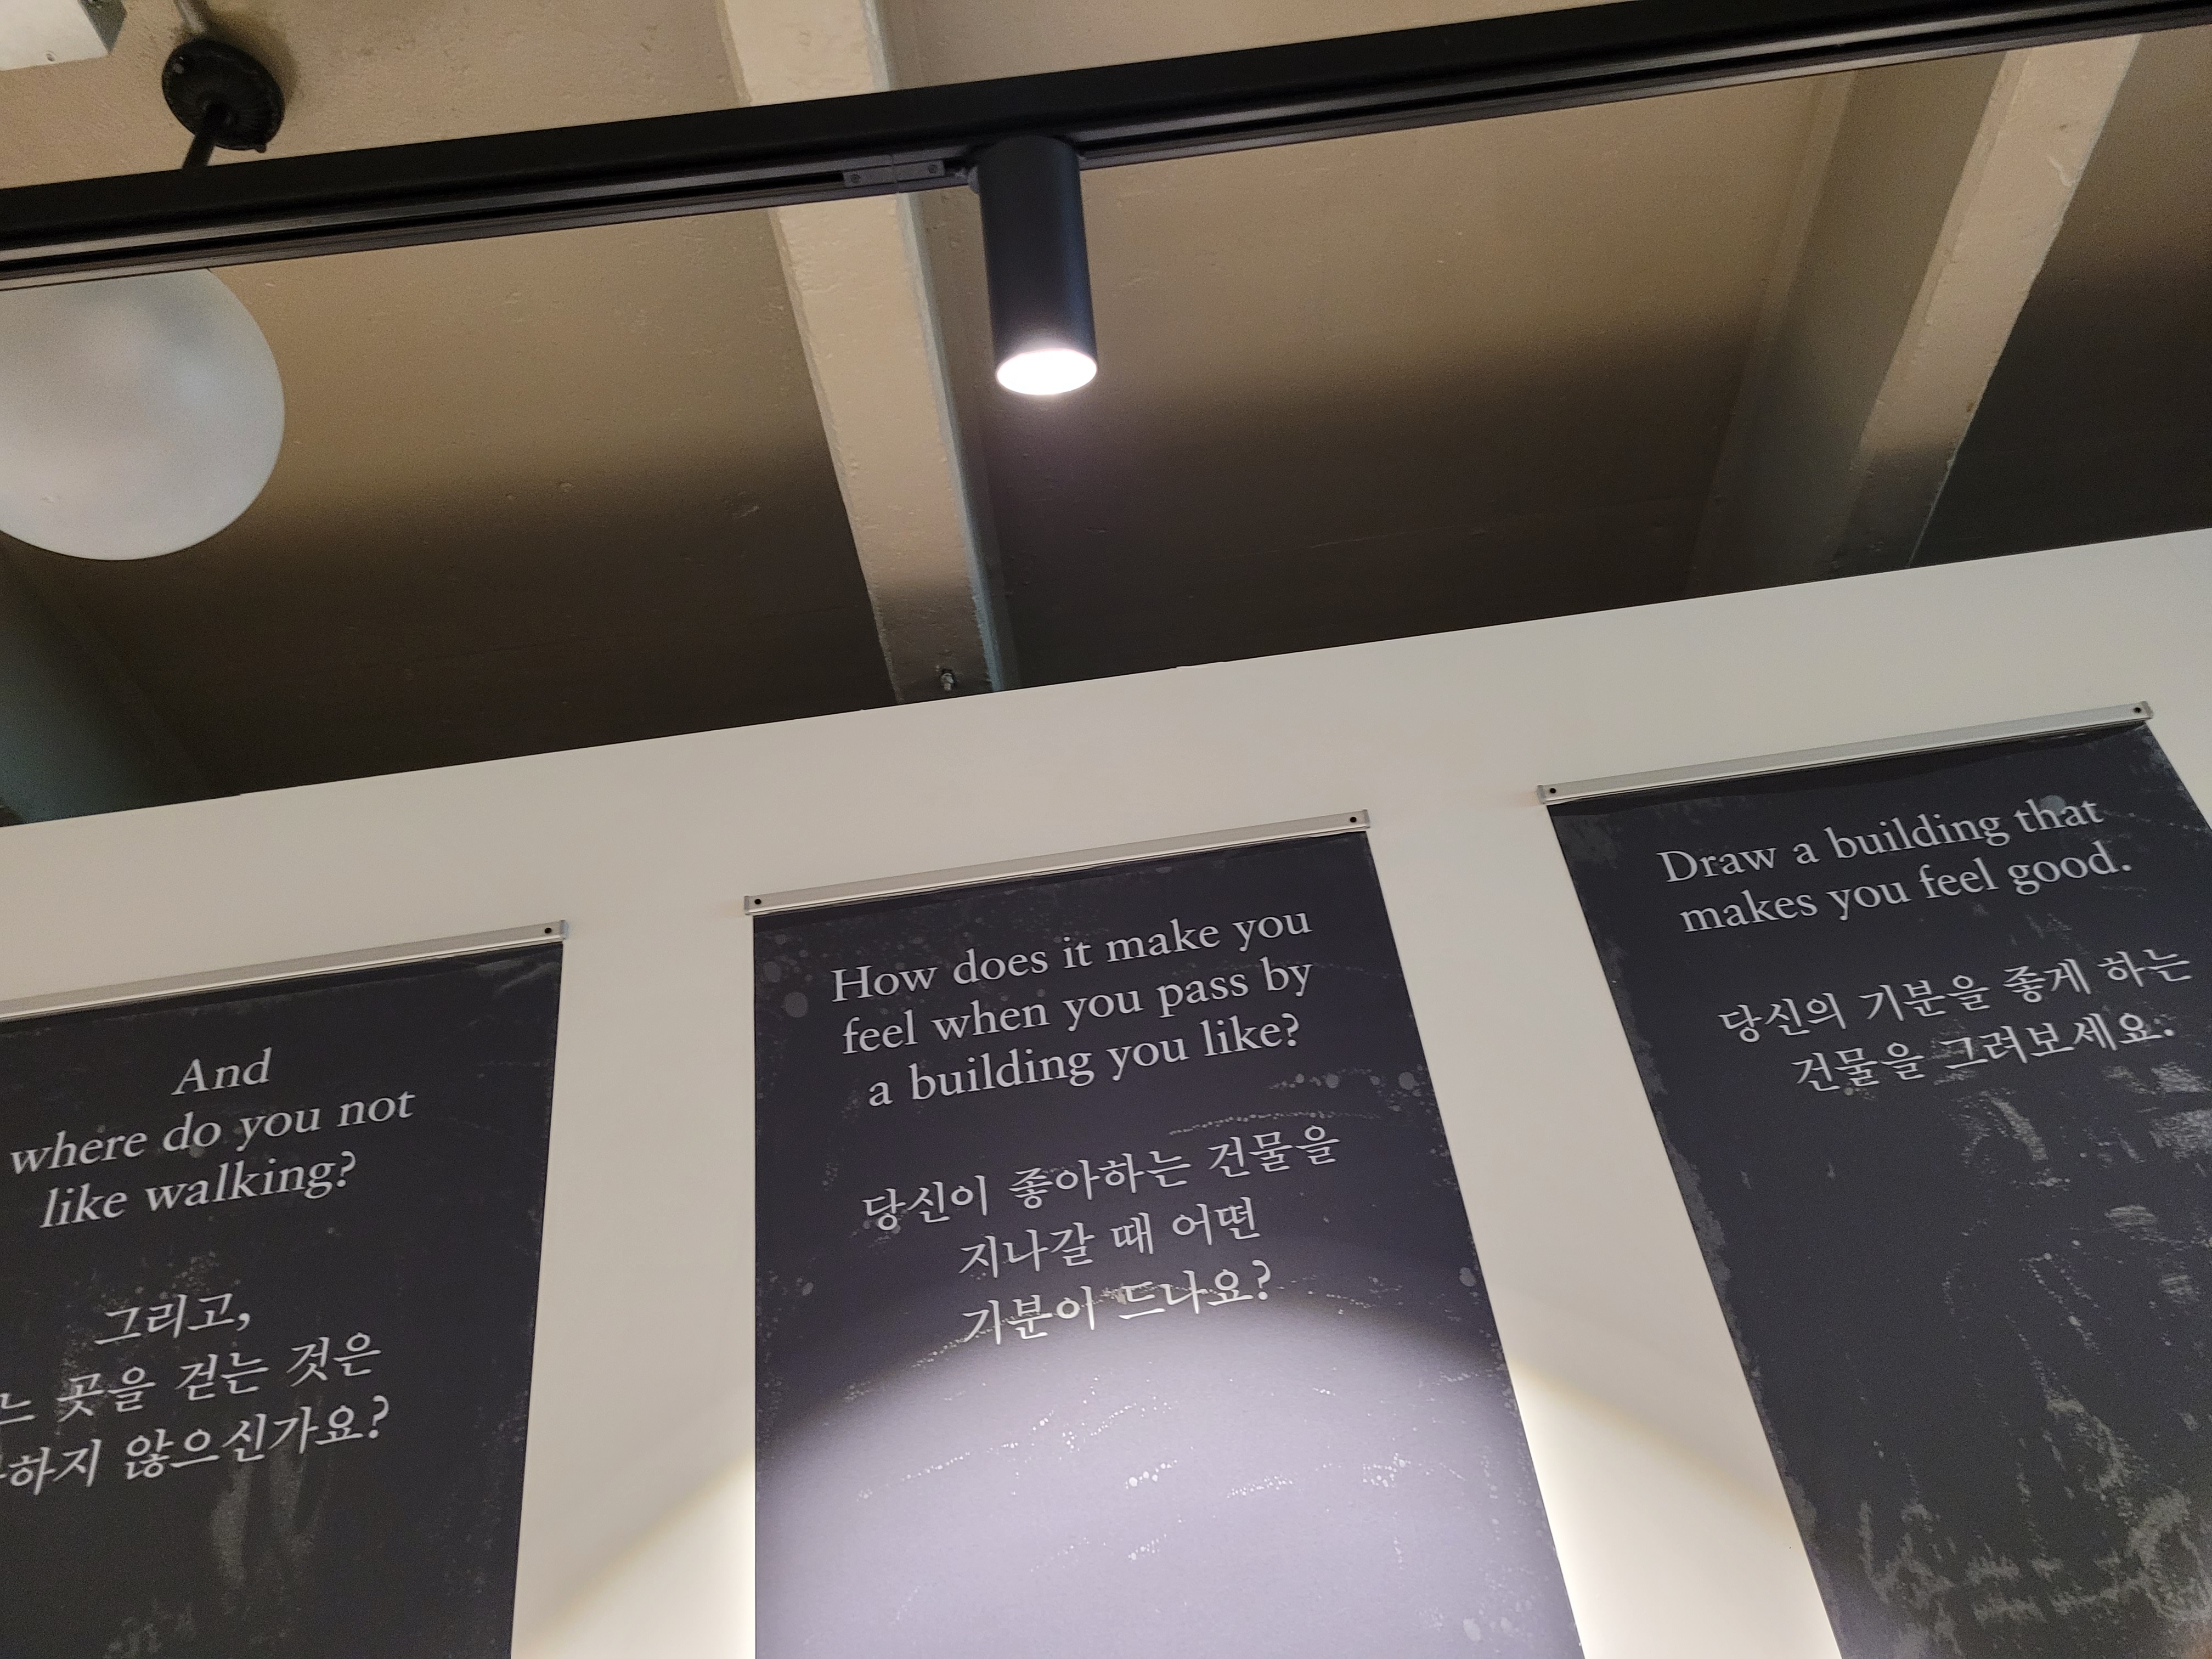 And
where do you not
like walking?
그리고,
곳을 걷는 것은
않으신가요?
How does it make you
feel when you pass by
a building you like?
당신이 좋아하는 건물을
지나갈 때 어떤
기분이 드나요?
Draw a building that
makes you feel good.
당신의 기분을 좋게 하는
건물을 그려보세요.